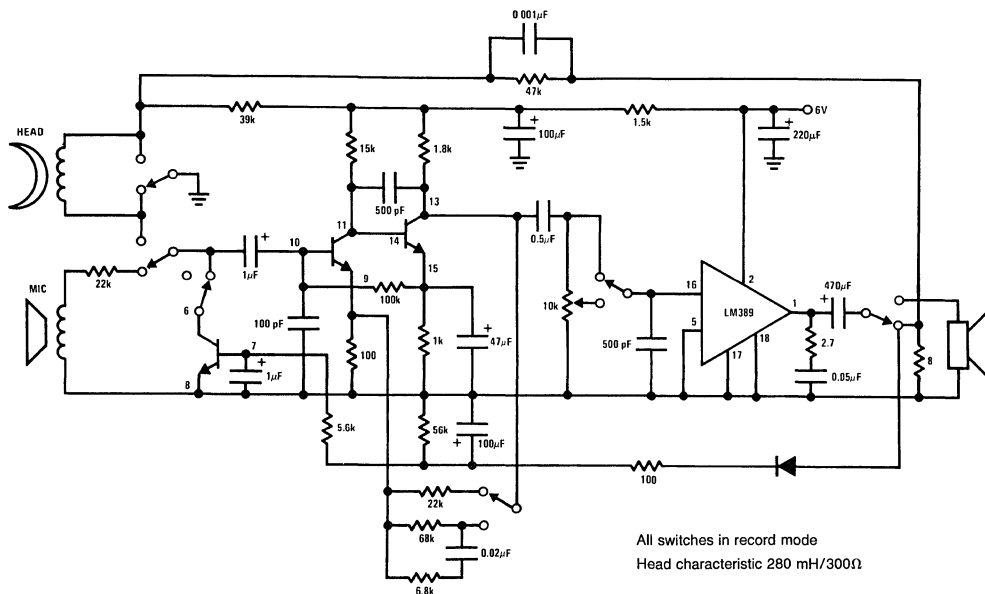 0 001µF
47k
39k
1.5k
6V
HEAD
15k
1.8k
+
100µF
+
220µF
500 pF
13
11
14
10
+
1µF
0.5µF
22k
MIC
9
15
100k
10k
16
2
1
LM389
5
18
17
470µF
+
6
7
8
100 pF
100
1k
+
47µF
500 pF
2.7
0.05µF
8
+
1µF
5.6k
56k
+
100µF
100
22k
68k
0.02µF
6.8k
All switches in record mode
Head characteristic 280 mH/300Ω